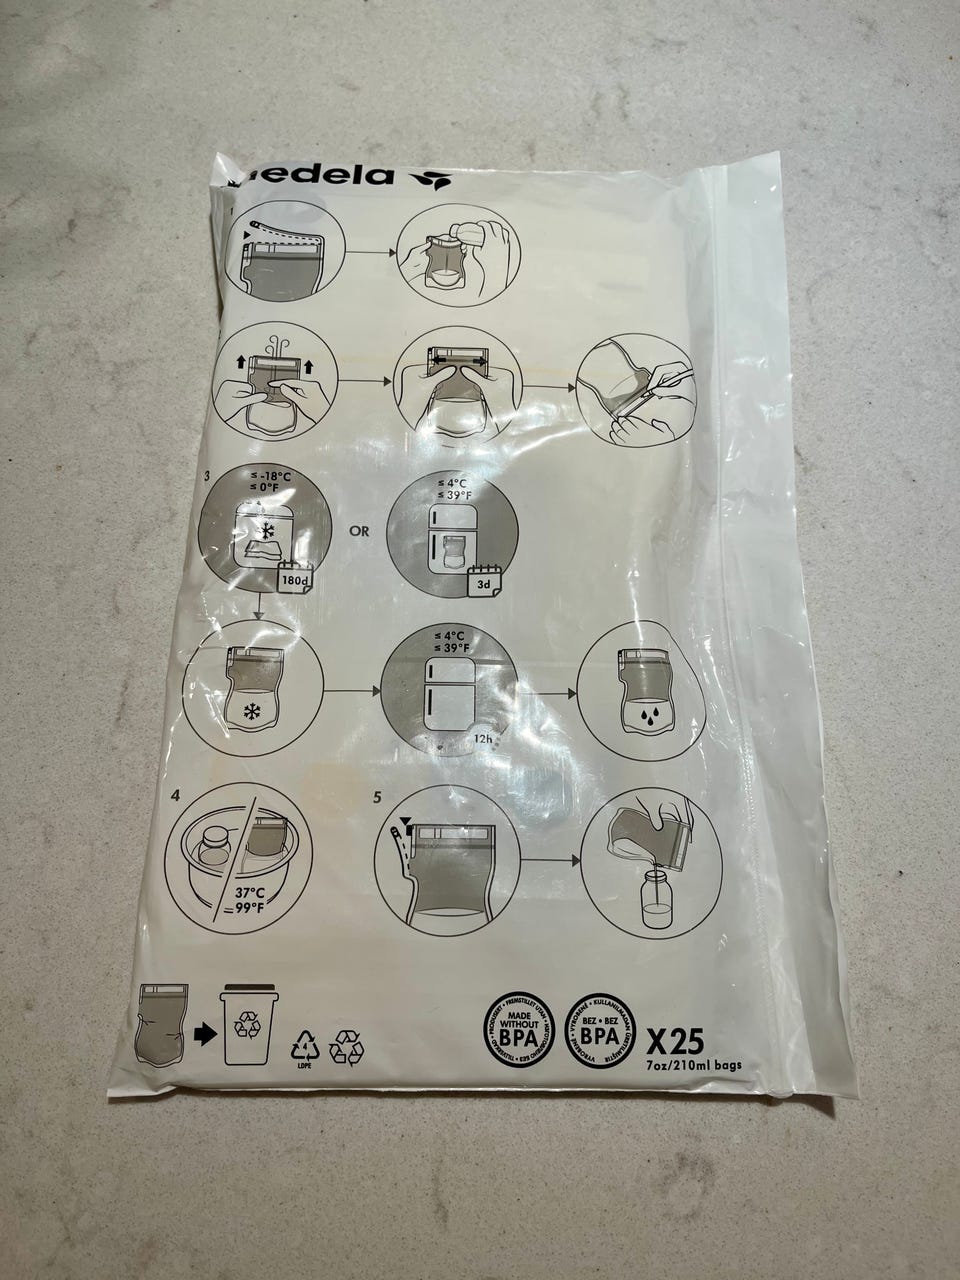 medela
3
≤ -18°C
≤ 0°F
180d
OR
≤ 4°C
≤ 39°F
3d
≤ 4°C
≤ 39°F
12h
4
37°C
=99°F
5
4
LDPE
MADE
WITHOUT
BPA
BEZ • BEZ
BPA
X25
7oz/210ml bags